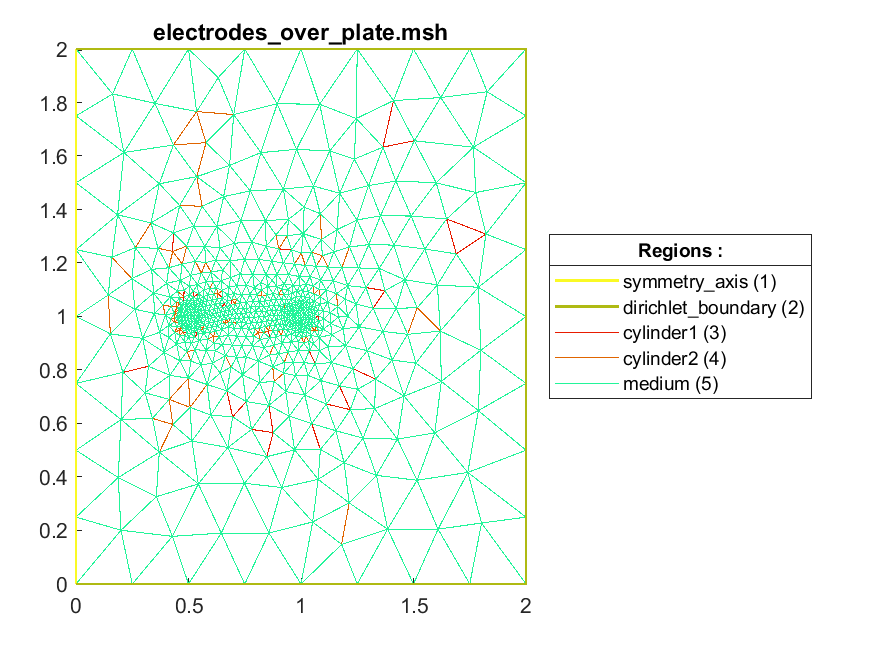 electrodes_over_plate.msh
2
1.8
1.6
1.4
1.2
1
0.8
0.6
0.4
0.2
0
0 0.5 1 1.5 2
Regions :
symmetry_axis (1)
dirichlet_boundary (2)
cylinder1 (3)
cylinder2 (4)
medium (5)